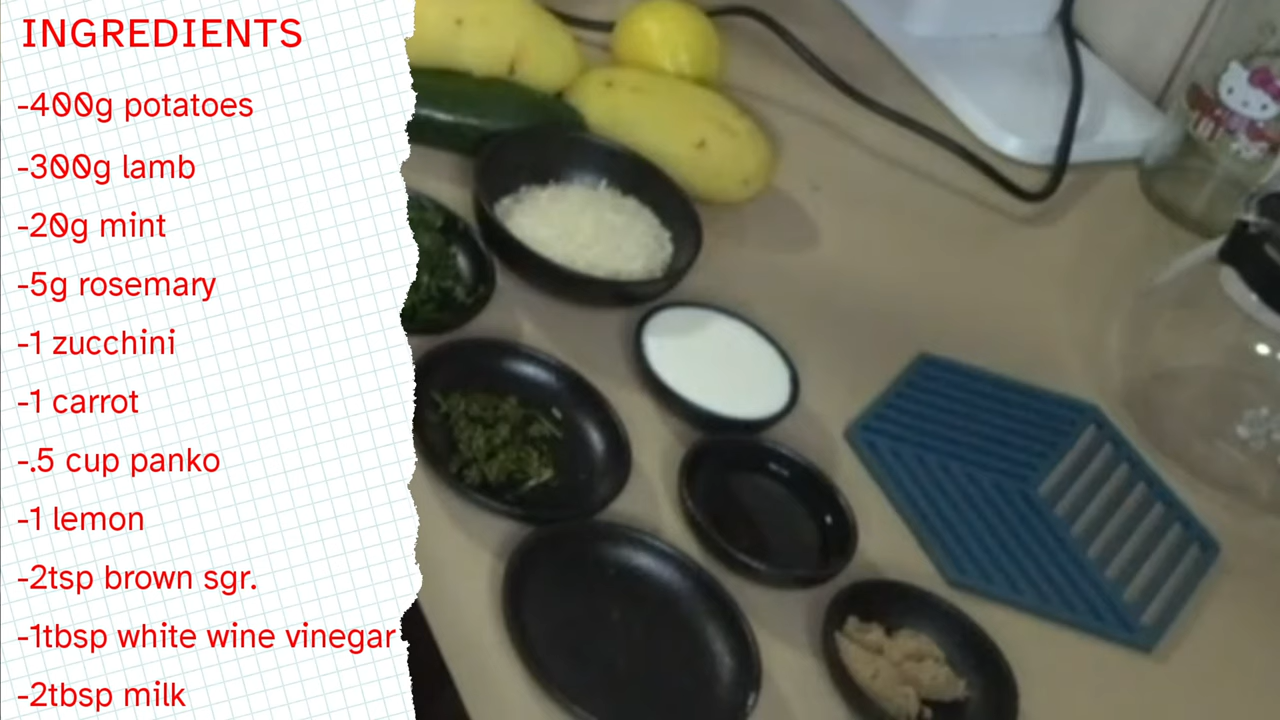 INGREDIENTS
-400g potatoes
-300g lamb
-20g mint
-5g rosemary
-1 zucchini
-1 carrot
-.5 cup panko
-1 lemon
-2tsp brown sgr.
-1tbsp white wine vinegar
-2tbsp milk